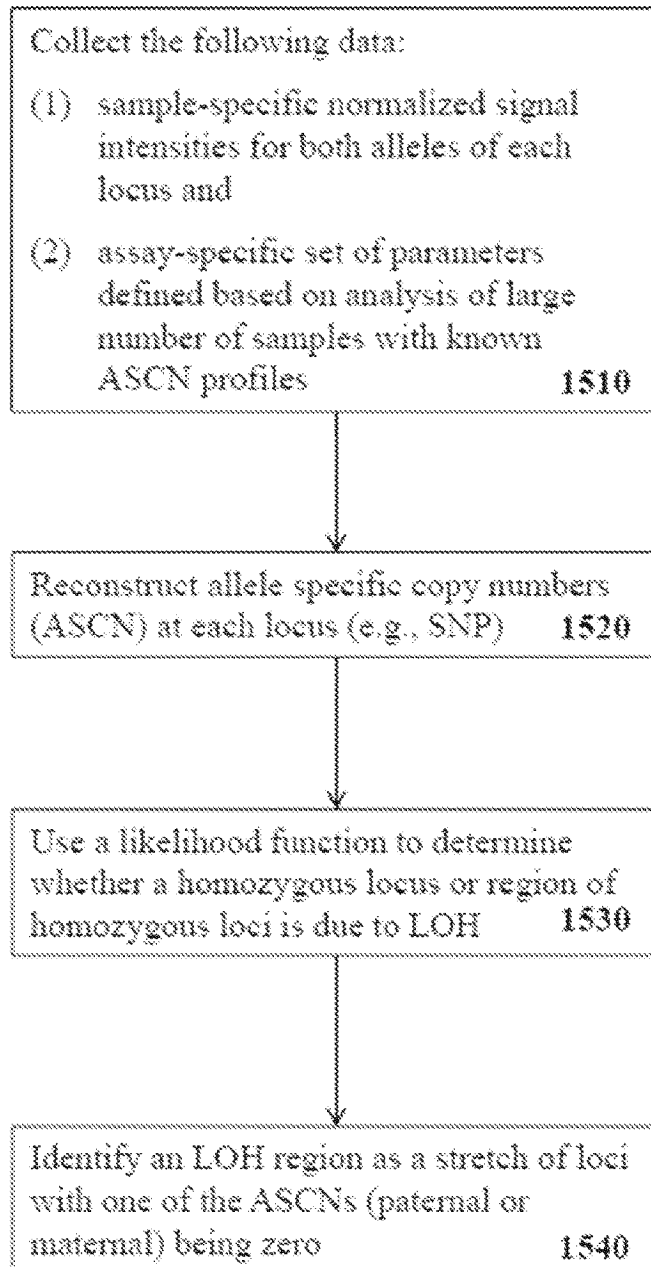 Collect the following data:
(1) sample-specific normalized signal
intensities for both alleles of each
locus and
(2) assay-specific set of parameters
defined based on analysis of large
number of samples with known
ASCN profiles 1510
Reconstruct allele specific copy numbers
(ASCN) at each locus (e.g., SNP) 1520
Use a likelihood function to determine
whether a homozygous locus or region of
homozygous loci is due to LOH 1530
Identify an LOH region as a stretch of loci
with one of the ASCNs (paternal or
maternal) being zero 1540